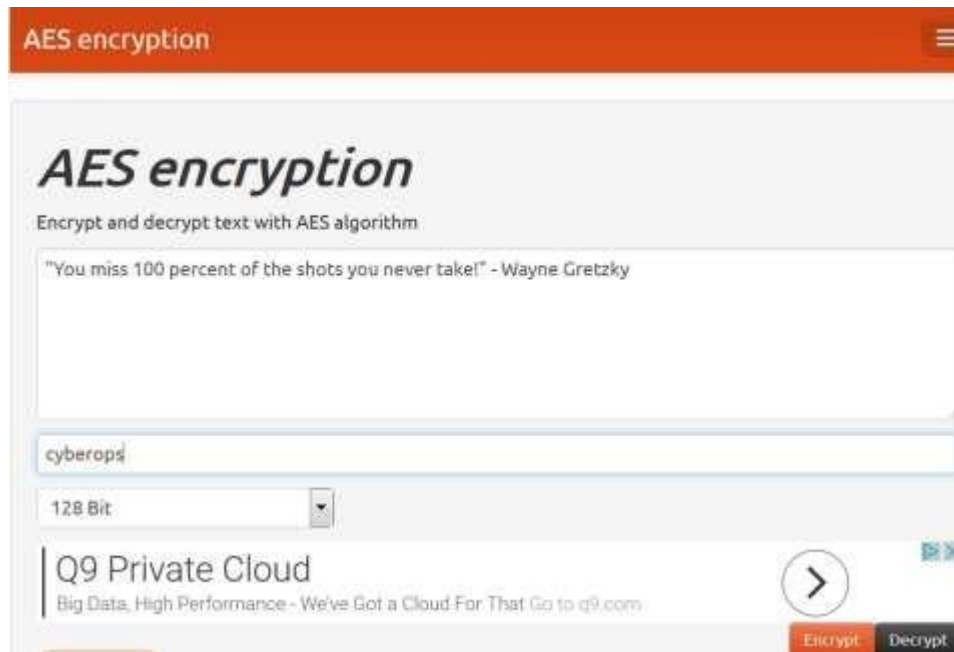 AES encryption
AES encryption
Encrypt and decrypt text with AES algorithm
"You miss 100 percent of the shots you never take!" - Wayne Gretzky
cyberops
128 Bit
Q9 Private Cloud
Big Data, High Performance - We've Got a Cloud For That Go to q9.com
Encrypt Decrypt